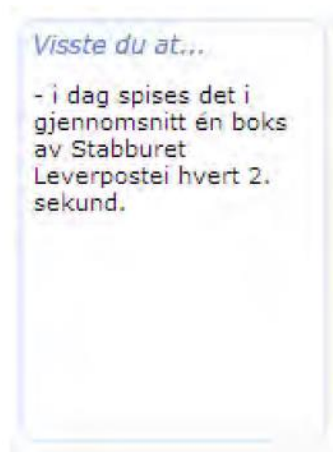 Visste du at...
- i dag spises det i
gjennomsnitt én boks
av Stabburet
Leverpostei hvert 2.
sekund.